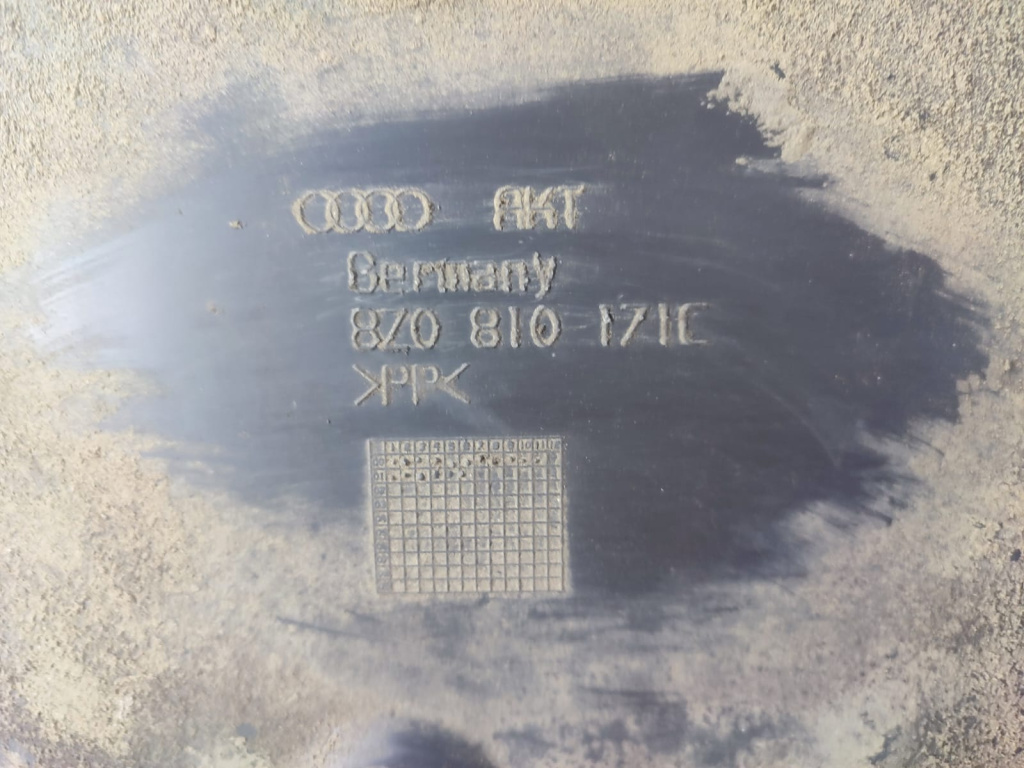 AKT
Germany
8Z0 810 171C
>PP<